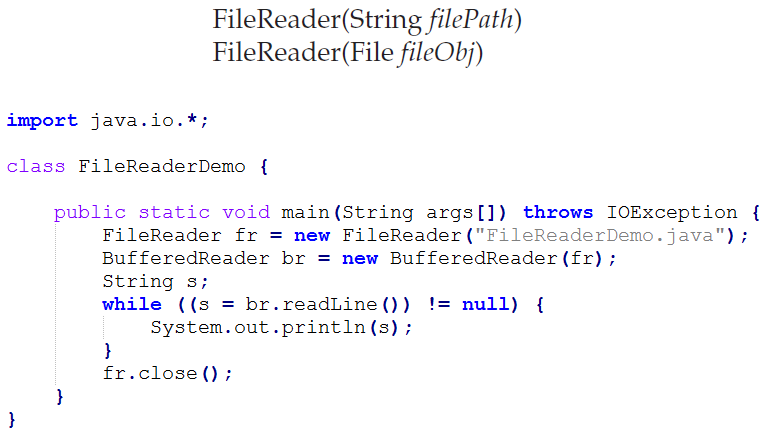 FileReader(String filePath)
FileReader(File fileObj)
import java.io.*;
class FileReaderDemo {
    public static void main(String args[]) throws IOException {
        FileReader fr = new FileReader("FileReaderDemo.java");
        BufferedReader br = new BufferedReader(fr);
        String s;
        while ((s = br.readLine()) != null) {
            System.out.println(s);
        }
        fr.close();
    }
}